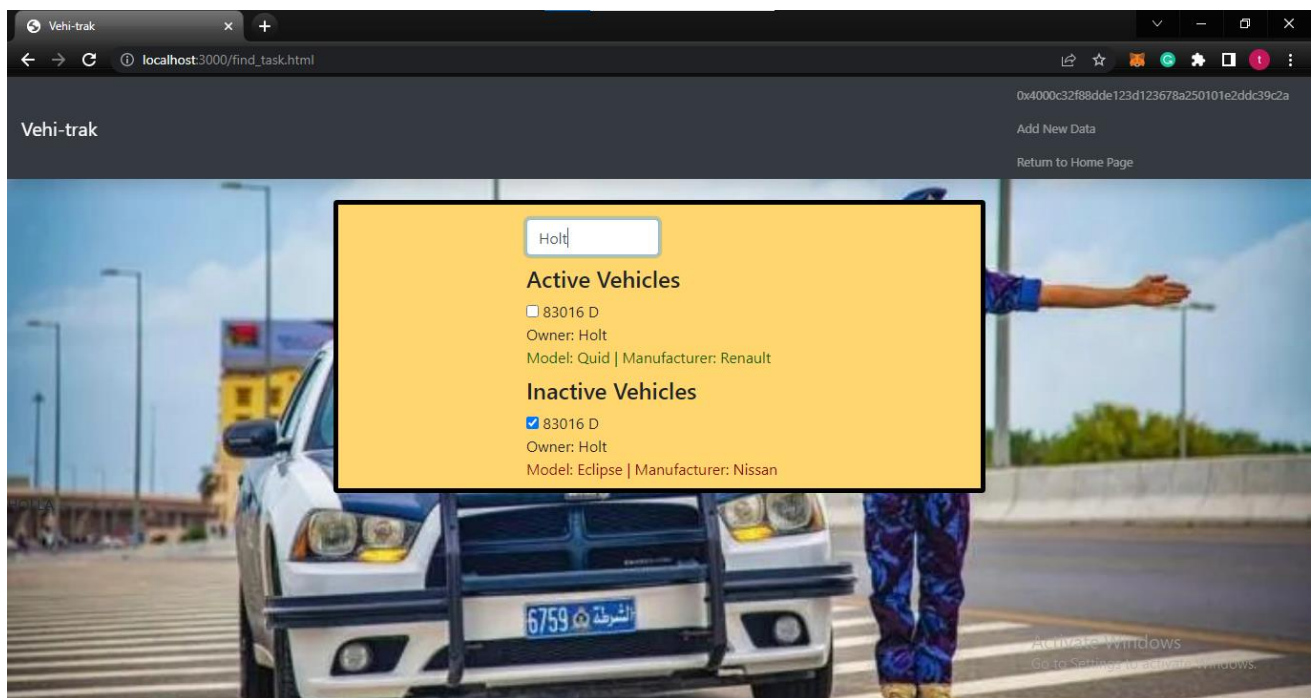 Vehi-trak
localhost:3000/find_task.html
t
0x4000c32f88dde123d123678a250101e2ddc39c2a
Vehi-trak
Add New Data
Return to Home Page
Holt
Active Vehicles
83016 D
Owner: Holt
Model: Quid | Manufacturer: Renault
Inactive Vehicles
83016 D
Owner: Holt
Model: Eclipse | Manufacturer: Nissan
6759 الشرطة
Activate Windows
Go to Settings to activate Windows.